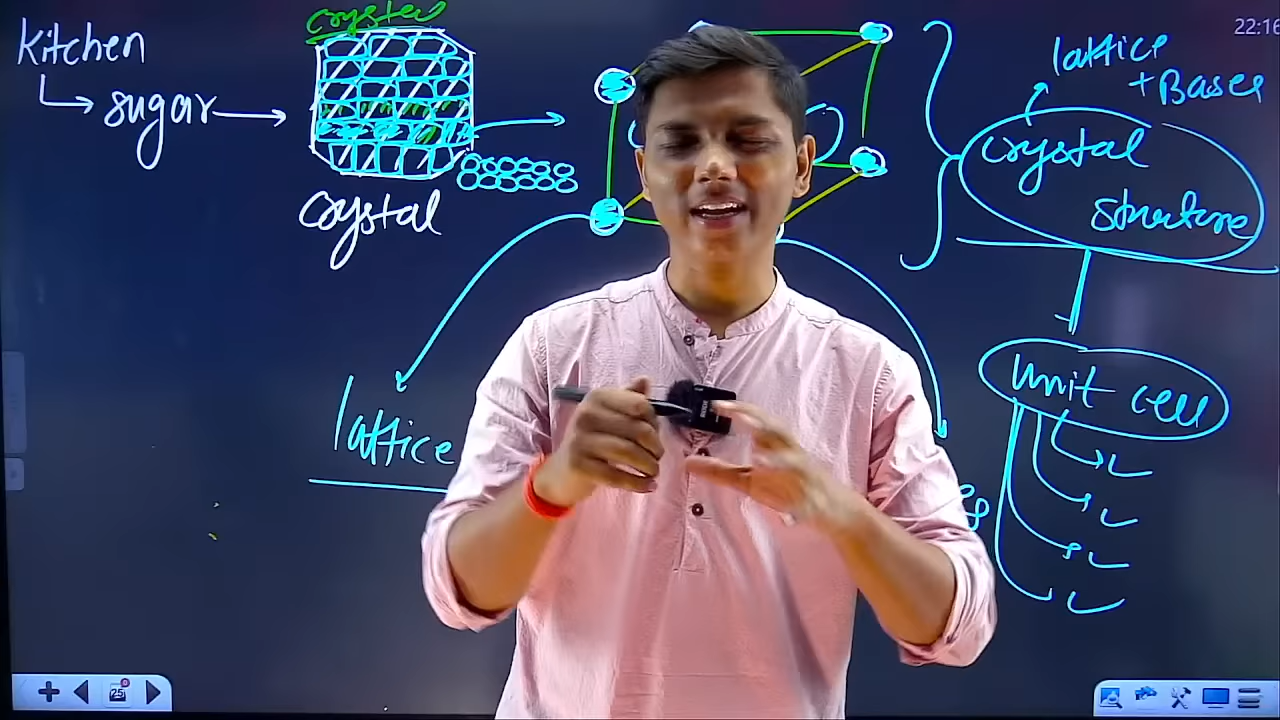 Kitchen
sugar
crystal
crystal
lattice
22:16
lattice
+ Bases
crystal
structure
unit cell
25